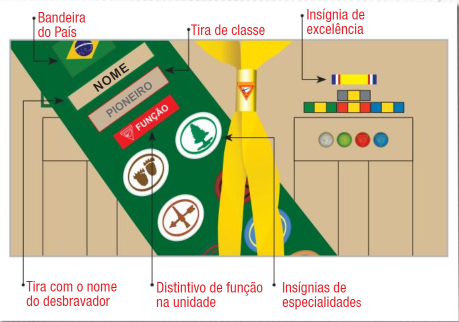 Bandeira
do País
Tira de classe
Insígnia de
excelência
NOME
PIONEIRO
FUNÇÃO
Tira com o nome
do desbravador
Distintivo de função
na unidade
Insígnias de
especialidades